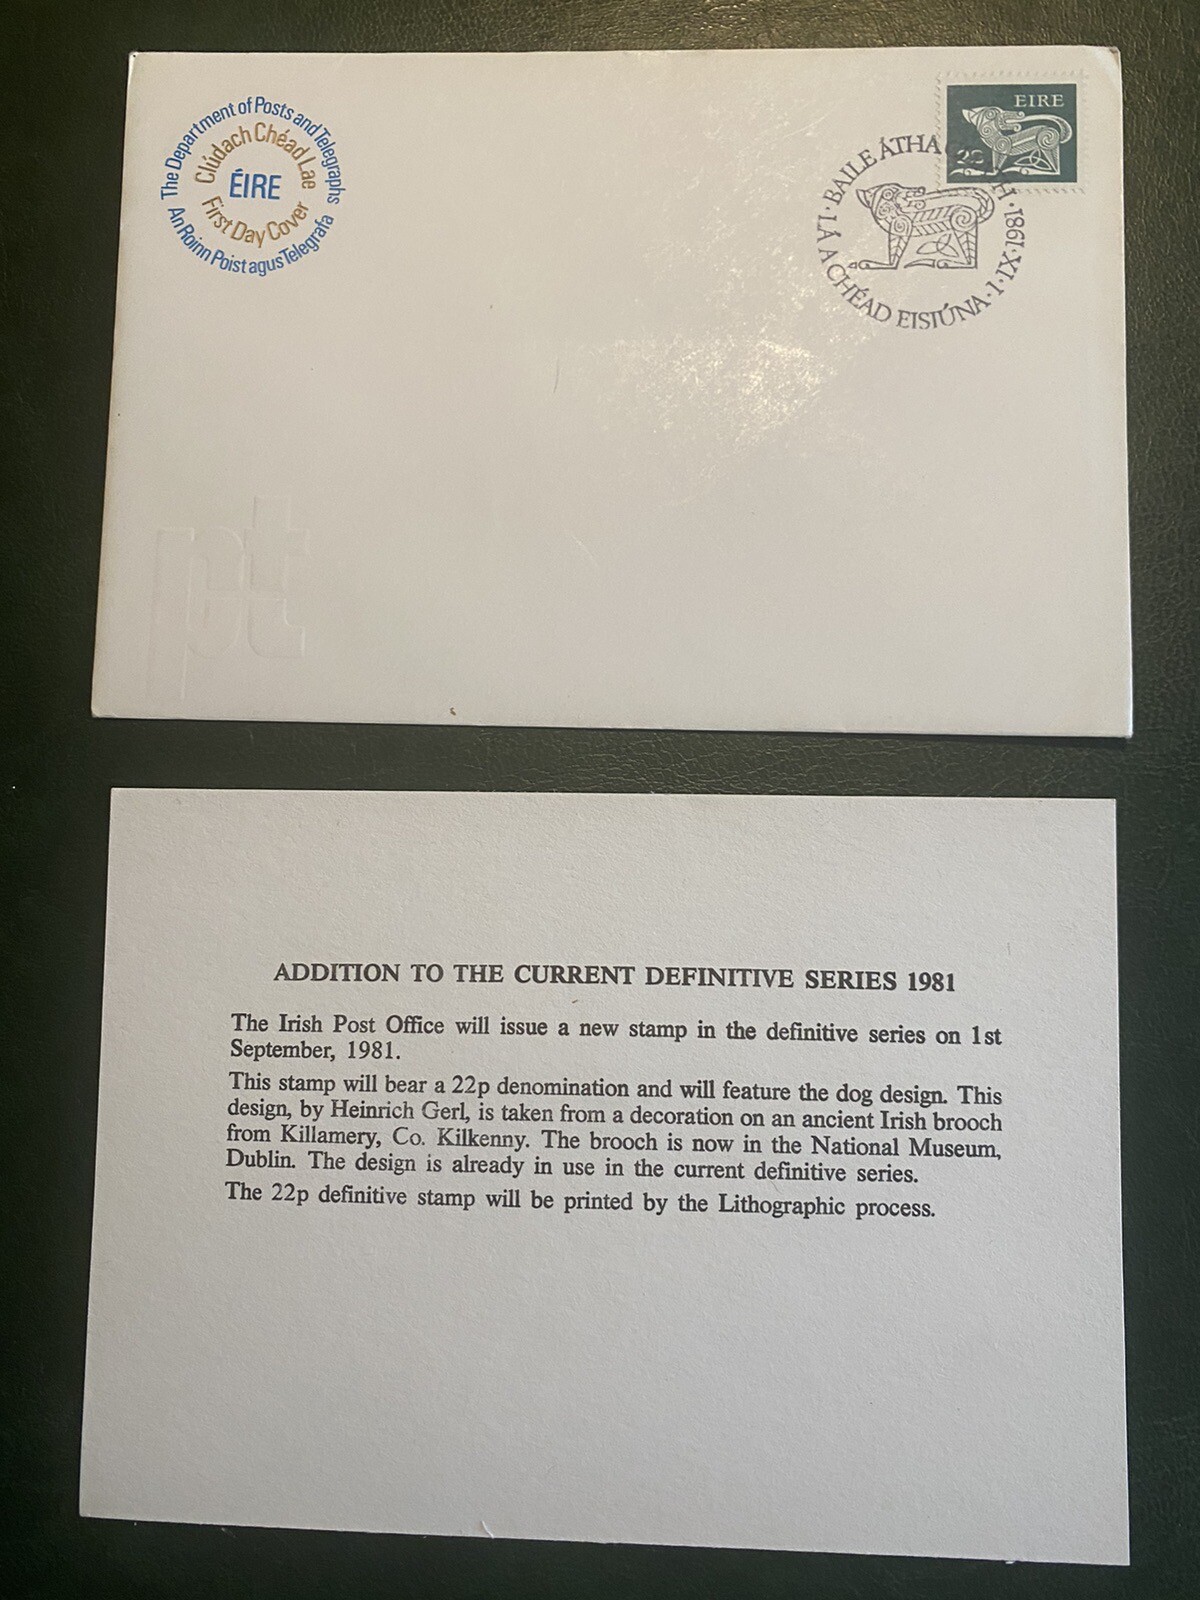 The Department of Posts and Telegraphs
An Roinn Poist agus Telegrafa
Clúdach Chéad Lae
First Day Cover
ÉIRE
EIRE
BAILE ÁTHA
LÁ A CHÉAD EISIÚNA · 1 · IX · 1981 ·
pt
ADDITION TO THE CURRENT DEFINITIVE SERIES 1981
The Irish Post Office will issue a new stamp in the definitive series on 1st
September, 1981.
This stamp will bear a 22p denomination and will feature the dog design. This
design, by Heinrich Gerl, is taken from a decoration on an ancient Irish brooch
from Killamery, Co. Kilkenny. The brooch is now in the National Museum,
Dublin. The design is already in use in the current definitive series.
The 22p definitive stamp will be printed by the Lithographic process.